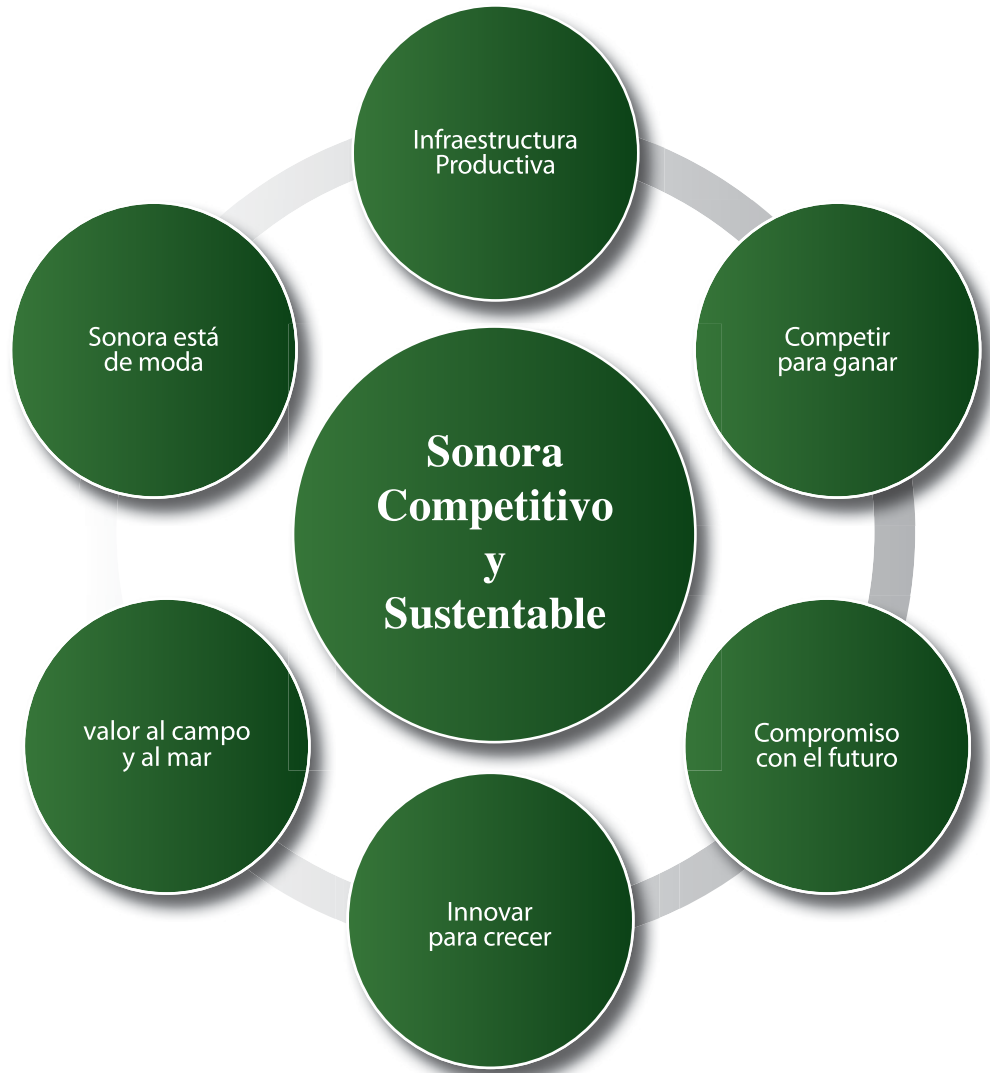 Infraestructura
Productiva
Sonora está
de moda
Competir
para ganar
Sonora
Competitivo
y
Sustentable
valor al campo
y al mar
Compromiso
con el futuro
Innovar
para crecer